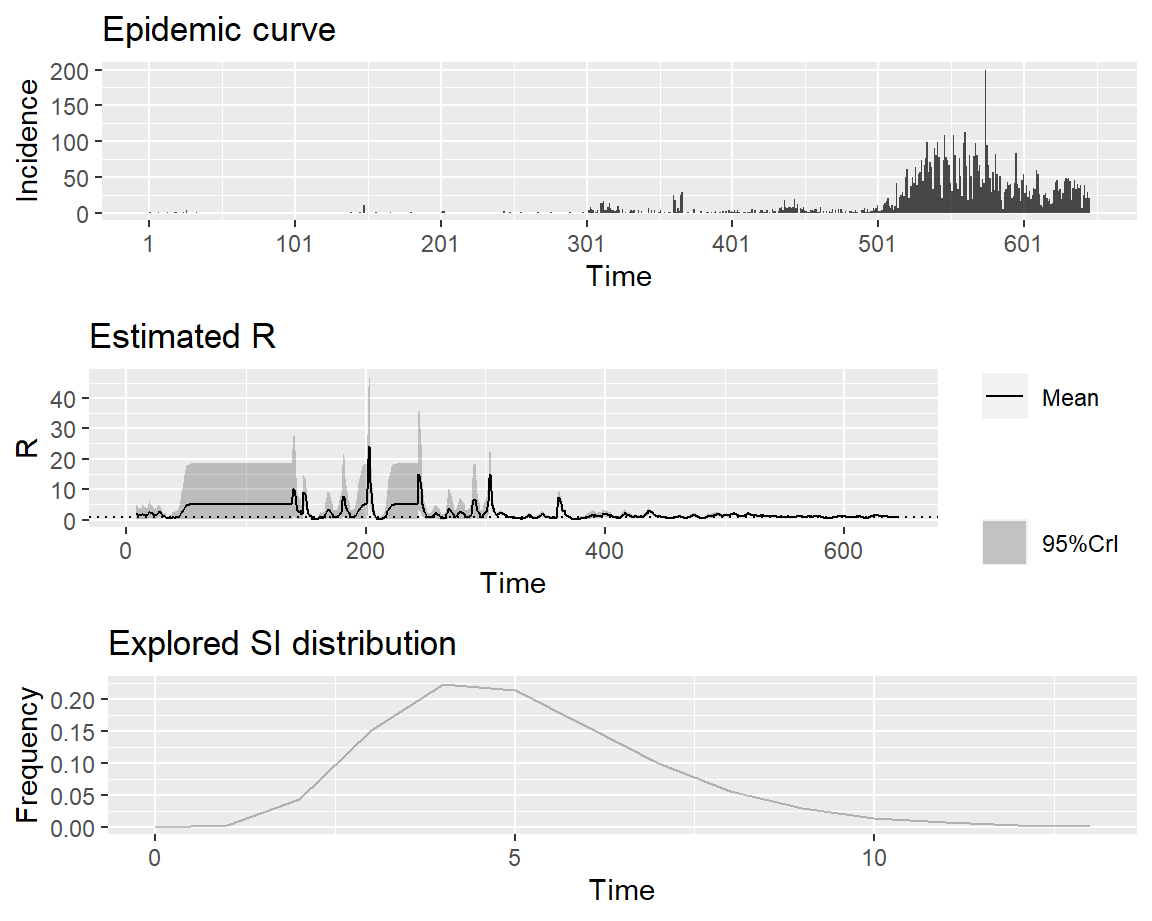 Epidemic curve
200
150
100
50
0
Incidence
1 101 201 301 401 501 601
Time
Estimated R
40
30
20
10
0
R
0 200 400 600
Time
Mean
95%CrI
Explored SI distribution
0.20
0.15
0.10
0.05
0.00
Frequency
0 5 10
Time